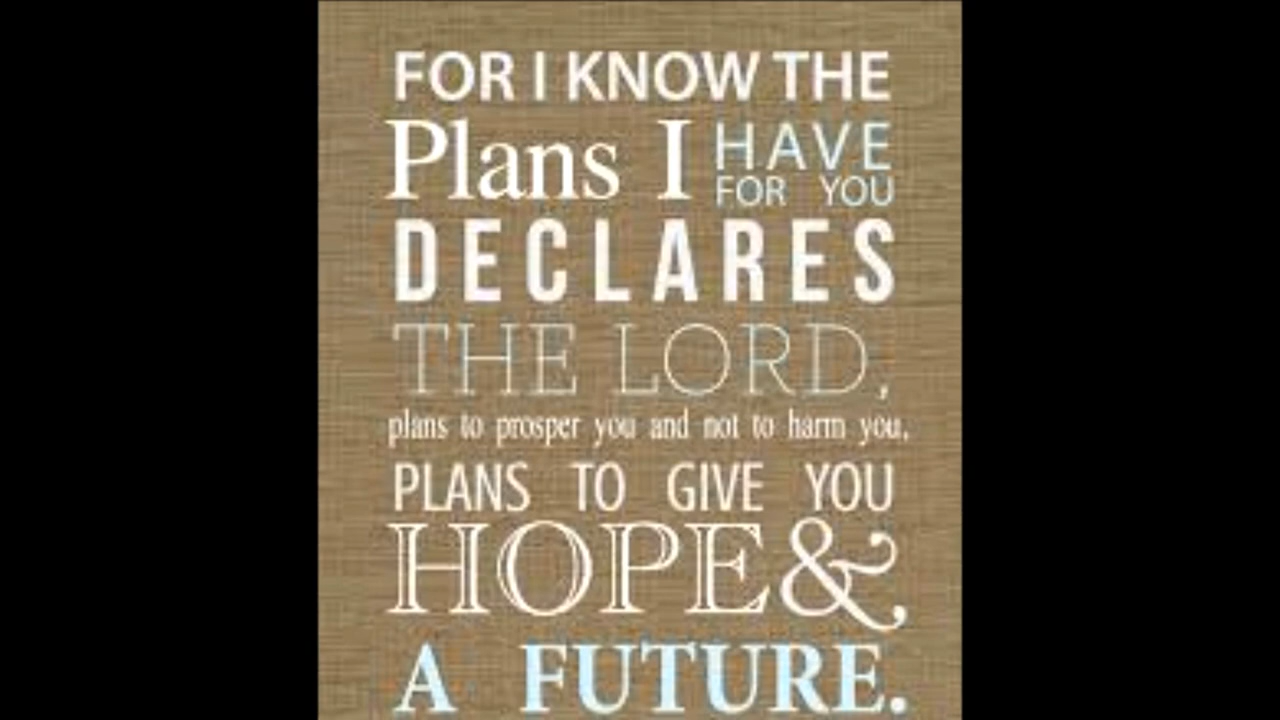 FOR I KNOW THE
Plans I HAVE
FOR YOU
DECLARES
THE LORD,
plans to prosper you and not to harm you,
PLANS TO GIVE YOU
HOPE &
A FUTURE.